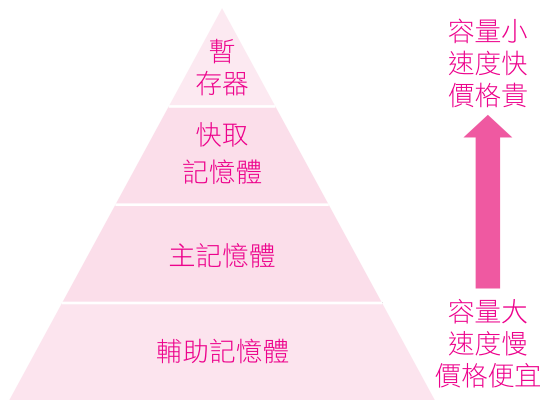 暫
存器
快取
記憶體
主記憶體
輔助記憶體
容量小
速度快
價格貴
容量大
速度慢
價格便宜